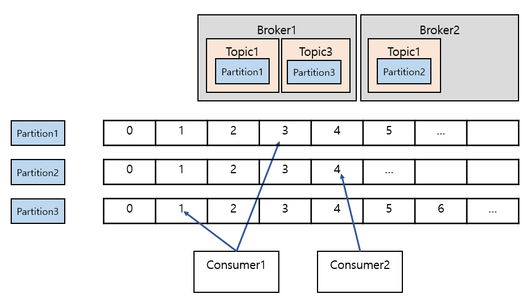 Broker1 Broker2
Topic1 Topic3 Topic1
Partition1 Partition3 Partition2
Partition1 0 1 2 3 4 5 ...
Partition2 0 1 2 3 4 ...
Partition3 0 1 2 3 4 5 6 ...
Consumer1 Consumer2